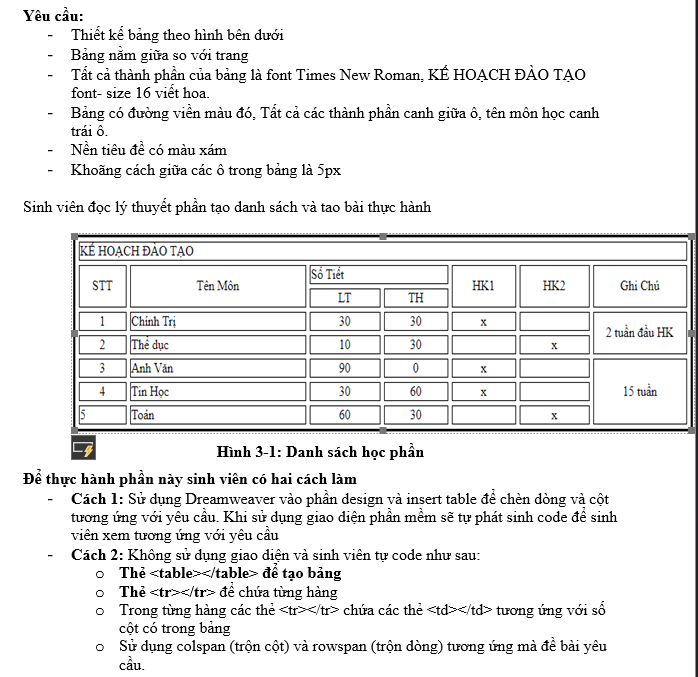 Yêu cầu:
- Thiết kế bảng theo hình bên dưới
- Bảng nằm giữa so với trang
- Tất cả thành phần của bảng là font Times New Roman, KẾ HOẠCH ĐÀO TẠO
font- size 16 viết hoa.
- Bảng có đường viền màu đó, Tất cả các thành phần canh giữa ô, tên môn học canh
trái ô.
- Nền tiêu đề có màu xám
- Khoãng cách giữa các ô trong bảng là 5px
Sinh viên đọc lý thuyết phần tạo danh sách và tao bài thực hành
KẾ HOẠCH ĐÀO TẠO
STT Tên Môn Số Tiết HK1 HK2 Ghi Chú
LT TH
1 Chính Trị 30 30 x 2 tuần đầu HK
2 Thể dục 10 30 x
3 Anh Văn 90 0 x 15 tuần
4 Tin Học 30 60 x
5 Toán 60 30 x
Hình 3-1: Danh sách học phần
Để thực hành phần này sinh viên có hai cách làm
- Cách 1: Sử dụng Dreamweaver vào phần design và insert table để chèn dòng và cột
tương ứng với yêu cầu. Khi sử dụng giao diện phần mềm sẽ tự phát sinh code để sinh
viên xem tương ứng với yêu cầu
- Cách 2: Không sử dụng giao diện và sinh viên tự code như sau:
o Thẻ <table></table> để tạo bảng
o Thẻ <tr></tr> để chứa từng hàng
o Trong từng hàng các thẻ <tr></tr> chứa các thẻ <td></td> tương ứng với số
cột có trong bảng
o Sử dụng colspan (trộn cột) và rowspan (trộn dòng) tương ứng mà đề bài yêu
cầu.